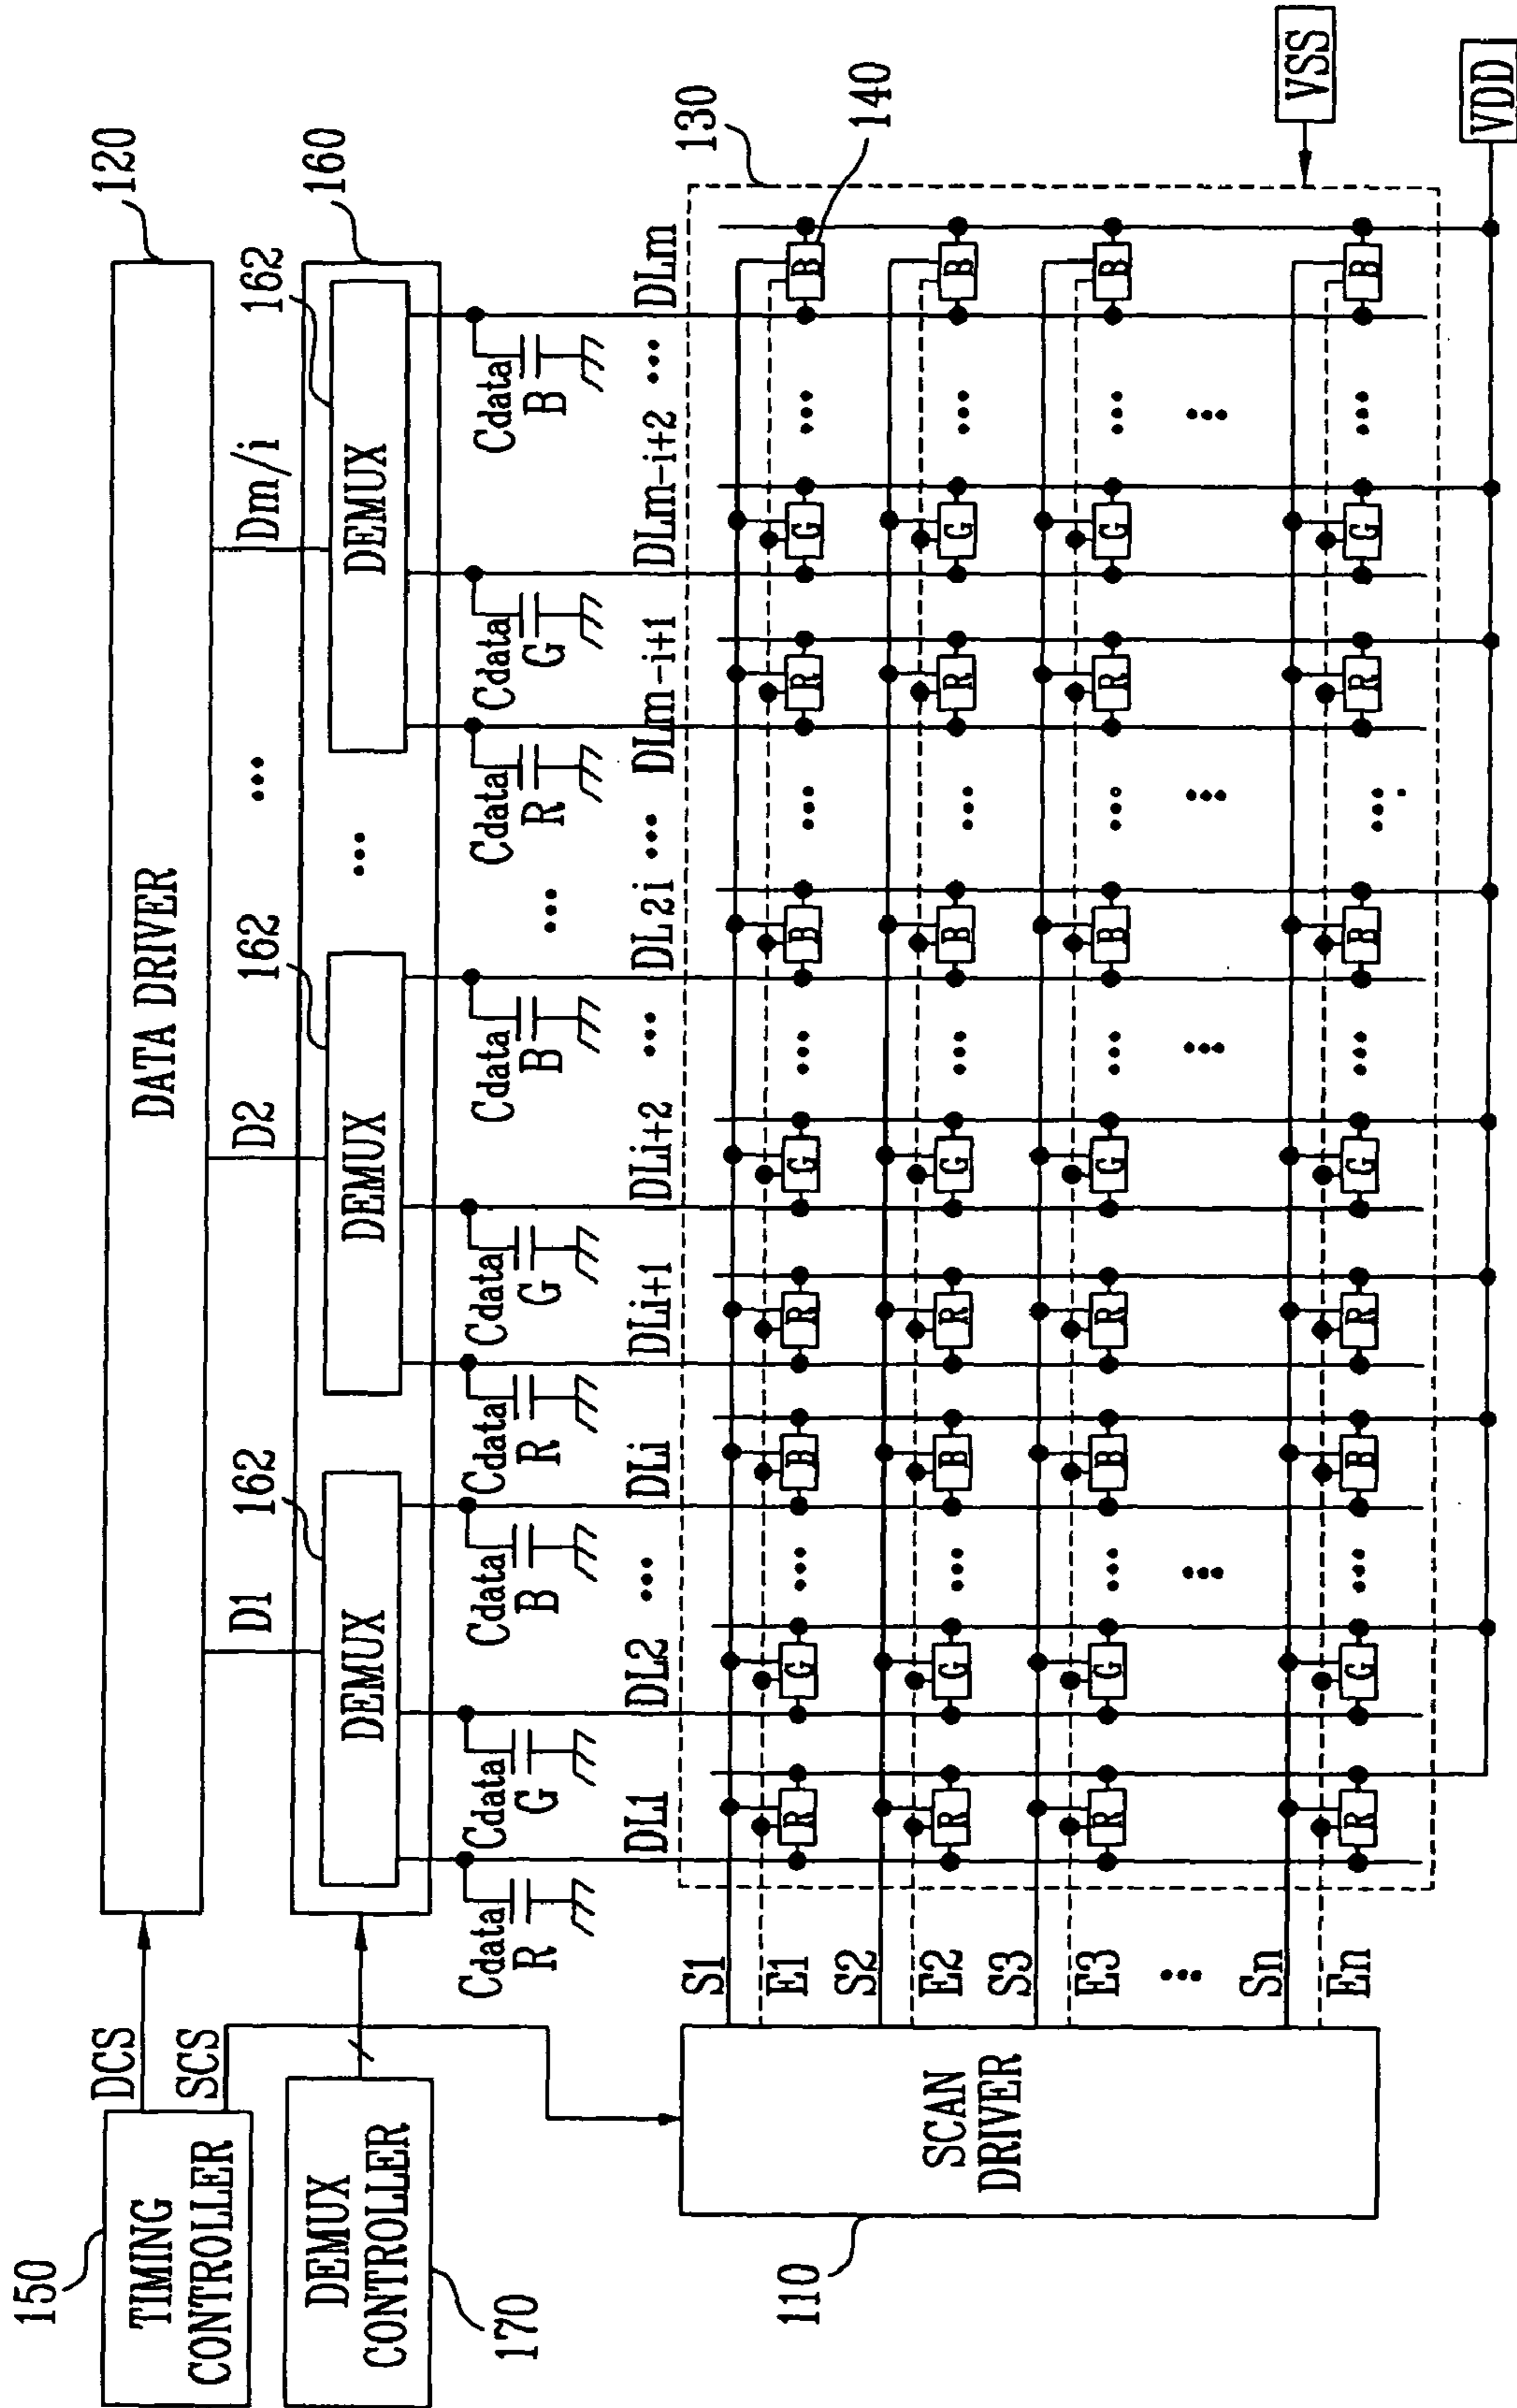 150
TIMING
CONTROLLER
DCS
SCS
DATA DRIVER
120
DEMUX
CONTROLLER
170
D1
D2
...
Dm/i
160
162
DEMUX
162
DEMUX
...
162
DEMUX
Cdata
R
Cdata
G
Cdata
B
Cdata
R
Cdata
G
Cdata
B
...
Cdata
R
Cdata
G
Cdata
B
DL1
DL2
...
DLi
DLi+1
DLi+2
...
DL2i
...
DLm-i+1
DLm-i+2
...
DLm
130
140
SCAN
DRIVER
110
S1
R G ... B R G ... B ... R G ... B
E1
S2
R G ... B R G ... B ... R G ... B
E2
S3
R G ... B R G ... B ... R G ... B
E3
... ... ... ... ...
Sn
R G ... B R G ... B ... R G ... B
En
VSS
VDD